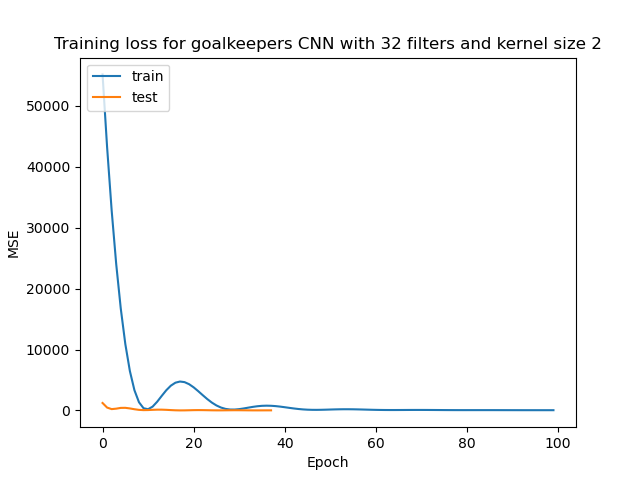 Training loss for goalkeepers CNN with 32 filters and kernel size 2
train
test
50000
40000
30000
20000
10000
0
MSE
0 20 40 60 80 100
Epoch